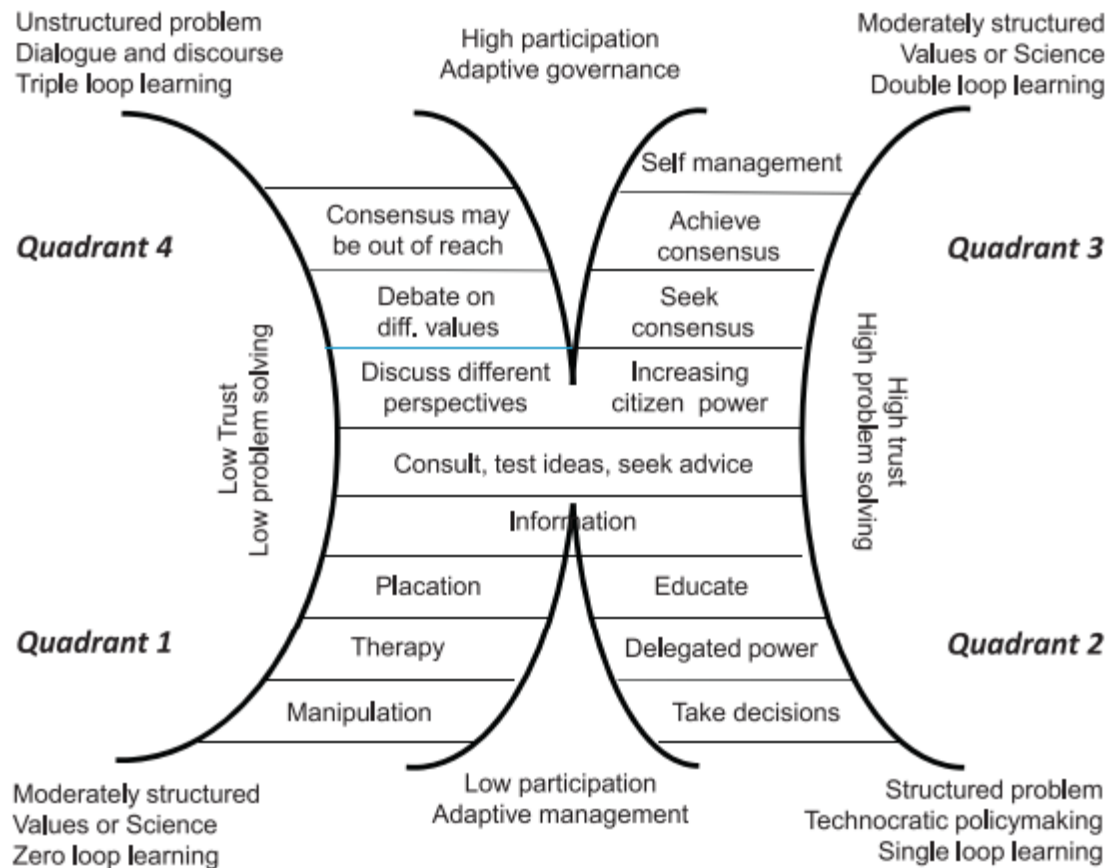 Unstructured problem
Dialogue and discourse
Triple loop learning
High participation
Adaptive governance
Moderately structured
Values or Science
Double loop learning
Quadrant 4
Quadrant 3
Low Trust
Low problem solving
High trust
High problem solving
Self management
Consensus may
be out of reach
Achieve
consensus
Debate on
diff. values
Seek
consensus
Discuss different
perspectives
Increasing
citizen power
Consult, test ideas, seek advice
Information
Placation
Educate
Therapy
Delegated power
Manipulation
Take decisions
Quadrant 1
Quadrant 2
Moderately structured
Values or Science
Zero loop learning
Low participation
Adaptive management
Structured problem
Technocratic policymaking
Single loop learning